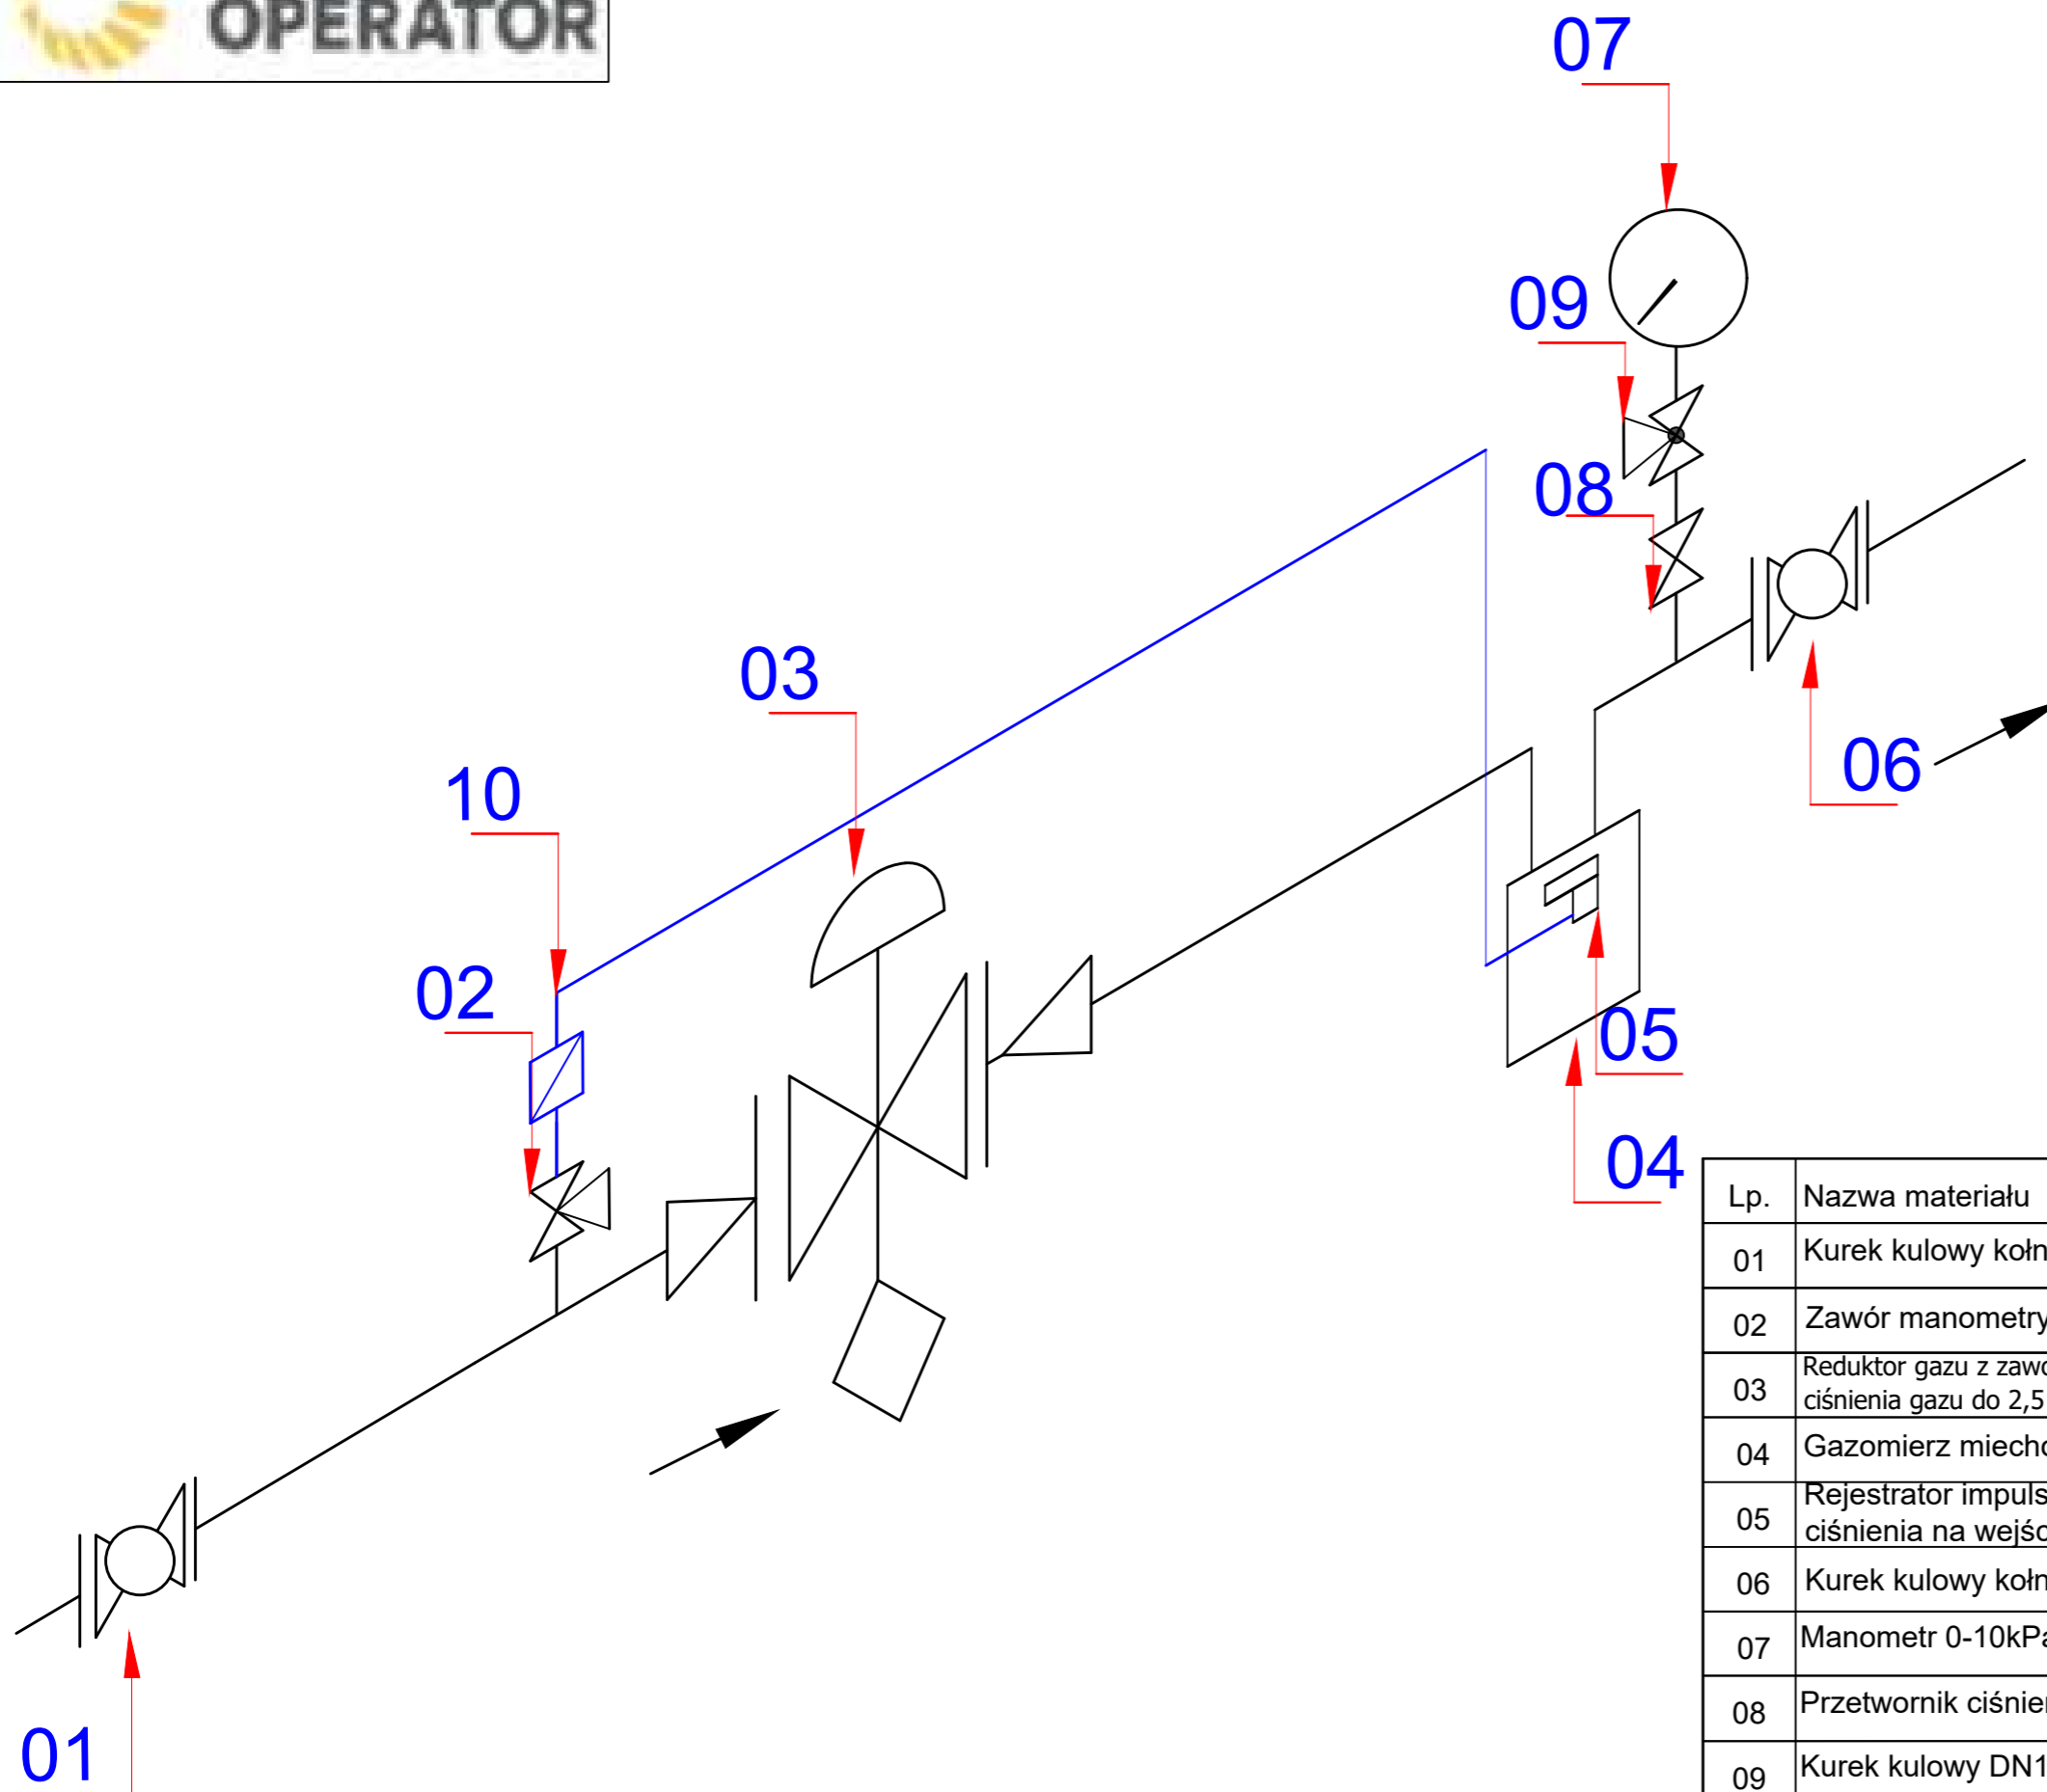 OPERATOR
07
09
08
03
06
10
02
05
04
01
Lp. Nazwa materiału
01 Kurek kulowy kołn
02 Zawór manometry
03 Reduktor gazu z zawo
ciśnienia gazu do 2,5
04 Gazomierz miecho
05 Rejestrator impuls
ciśnienia na wejśc
06 Kurek kulowy kołn
07 Manometr 0-10kPa
08 Przetwornik ciśnien
09 Kurek kulowy DN1